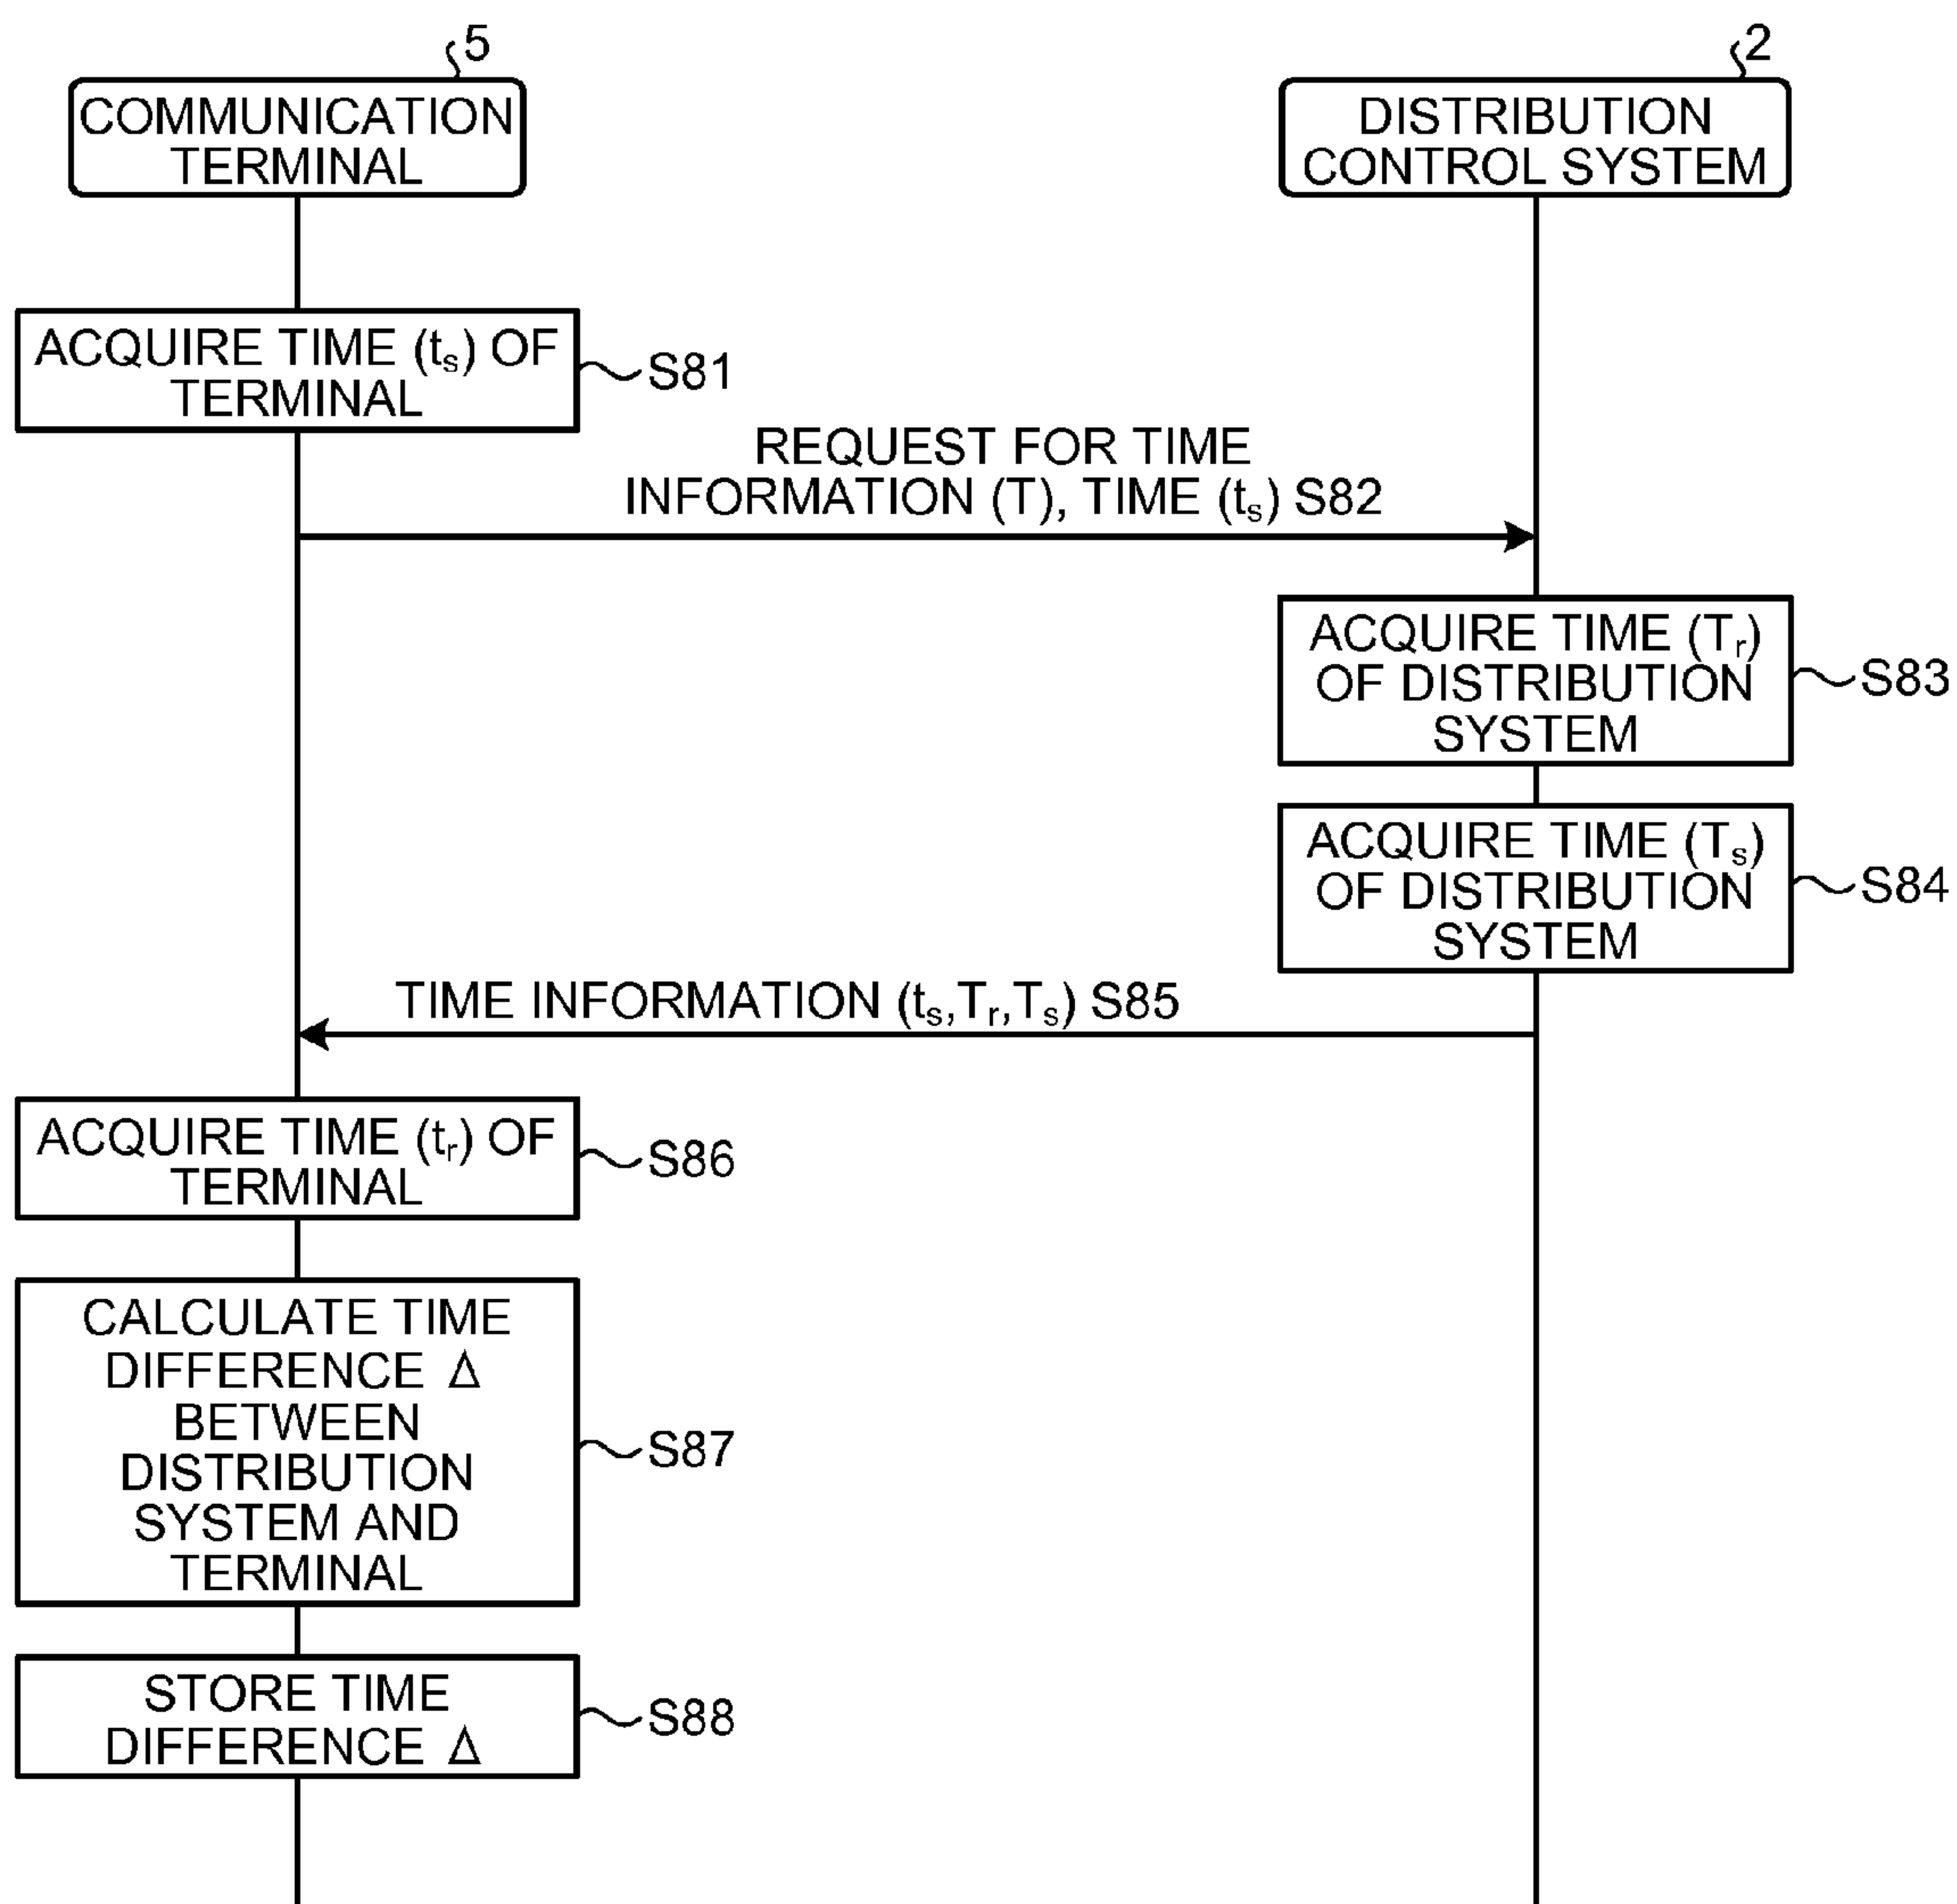 5
COMMUNICATION
TERMINAL
2
DISTRIBUTION
CONTROL SYSTEM
ACQUIRE TIME (ts) OF
TERMINAL
S81
REQUEST FOR TIME
INFORMATION (T), TIME (ts) S82
ACQUIRE TIME (Tr)
OF DISTRIBUTION
SYSTEM
S83
ACQUIRE TIME (Ts)
OF DISTRIBUTION
SYSTEM
S84
TIME INFORMATION (ts,Tr,Ts) S85
ACQUIRE TIME (tr) OF
TERMINAL
S86
CALCULATE TIME
DIFFERENCE Δ
BETWEEN
DISTRIBUTION
SYSTEM AND
TERMINAL
S87
STORE TIME
DIFFERENCE Δ
S88